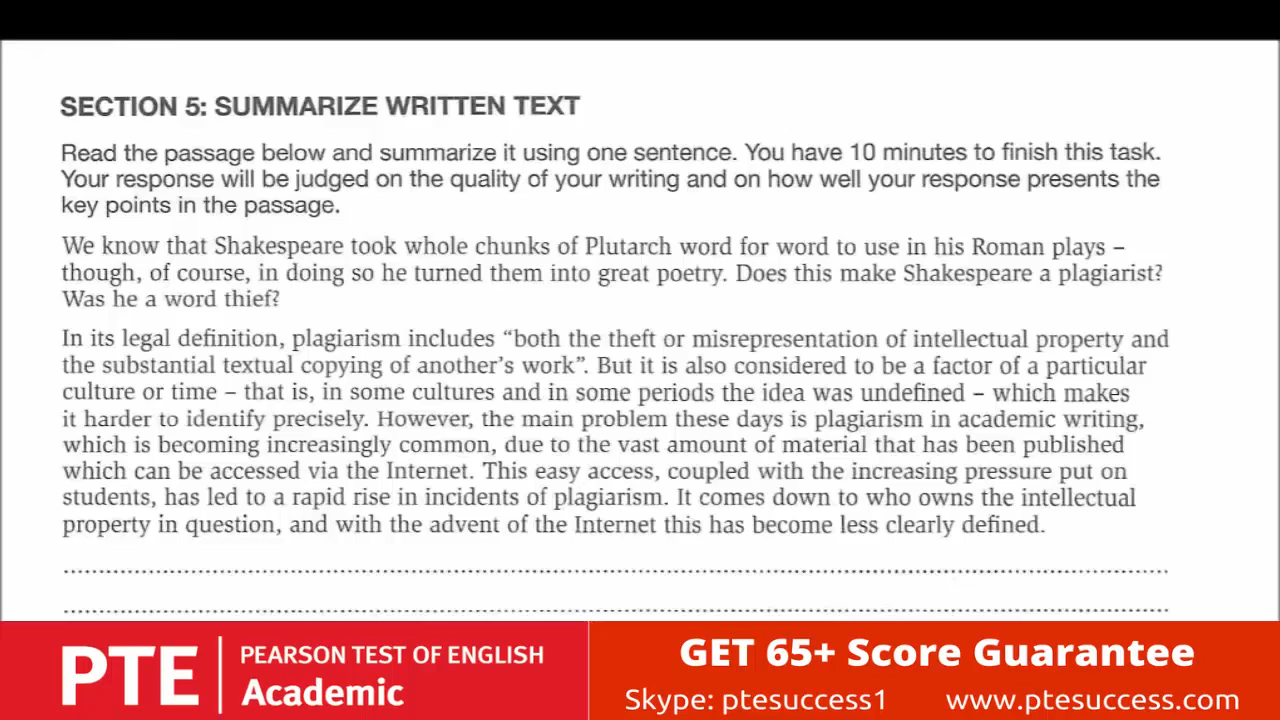 SECTION 5: SUMMARIZE WRITTEN TEXT
Read the passage below and summarize it using one sentence. You have 10 minutes to finish this task.
Your response will be judged on the quality of your writing and on how well your response presents the
key points in the passage.
We know that Shakespeare took whole chunks of Plutarch word for word to use in his Roman plays –
though, of course, in doing so he turned them into great poetry. Does this make Shakespeare a plagiarist?
Was he a word thief?
In its legal definition, plagiarism includes “both the theft or misrepresentation of intellectual property and
the substantial textual copying of another’s work”. But it is also considered to be a factor of a particular
culture or time – that is, in some cultures and in some periods the idea was undefined – which makes
it harder to identify precisely. However, the main problem these days is plagiarism in academic writing,
which is becoming increasingly common, due to the vast amount of material that has been published
which can be accessed via the Internet. This easy access, coupled with the increasing pressure put on
students, has led to a rapid rise in incidents of plagiarism. It comes down to who owns the intellectual
property in question, and with the advent of the Internet this has become less clearly defined.
PTE
PEARSON TEST OF ENGLISH
Academic
GET 65+ Score Guarantee
Skype: ptesuccess1 www.ptesuccess.com